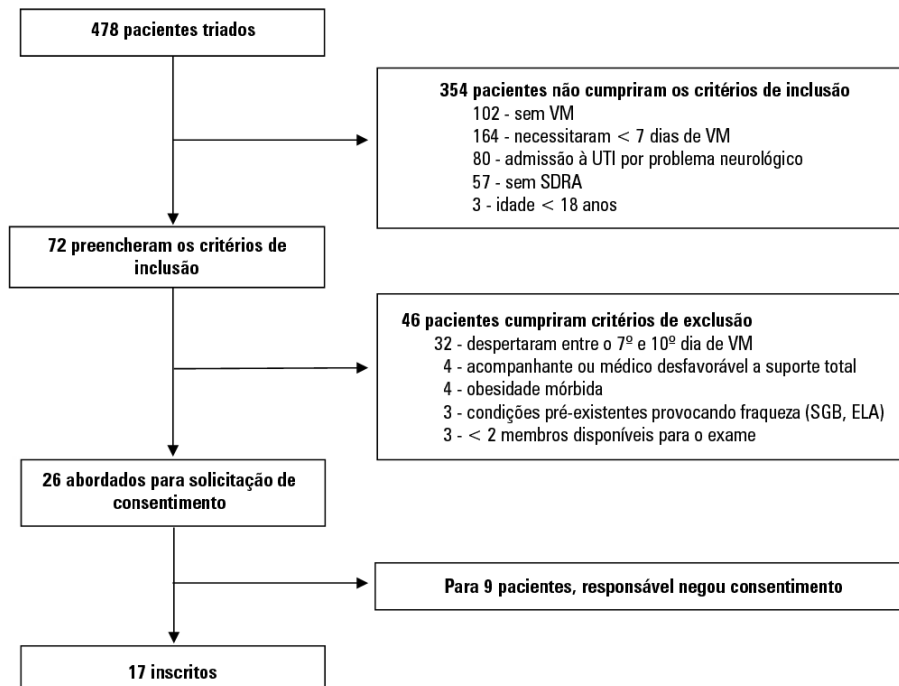 478 pacientes triados
354 pacientes não cumpriram os critérios de inclusão
102 - sem VM
164 - necessitaram < 7 dias de VM
80 - admissão à UTI por problema neurológico
57 - sem SDRA
3 - idade < 18 anos
72 preencheram os critérios de
inclusão
46 pacientes cumpriram critérios de exclusão
32 - despertaram entre o 7º e 10º dia de VM
4 - acompanhante ou médico desfavorável a suporte total
4 - obesidade mórbida
3 - condições pré-existentes provocando fraqueza (SGB, ELA)
3 - < 2 membros disponíveis para o exame
26 abordados para solicitação de
consentimento
Para 9 pacientes, responsável negou consentimento
17 inscritos